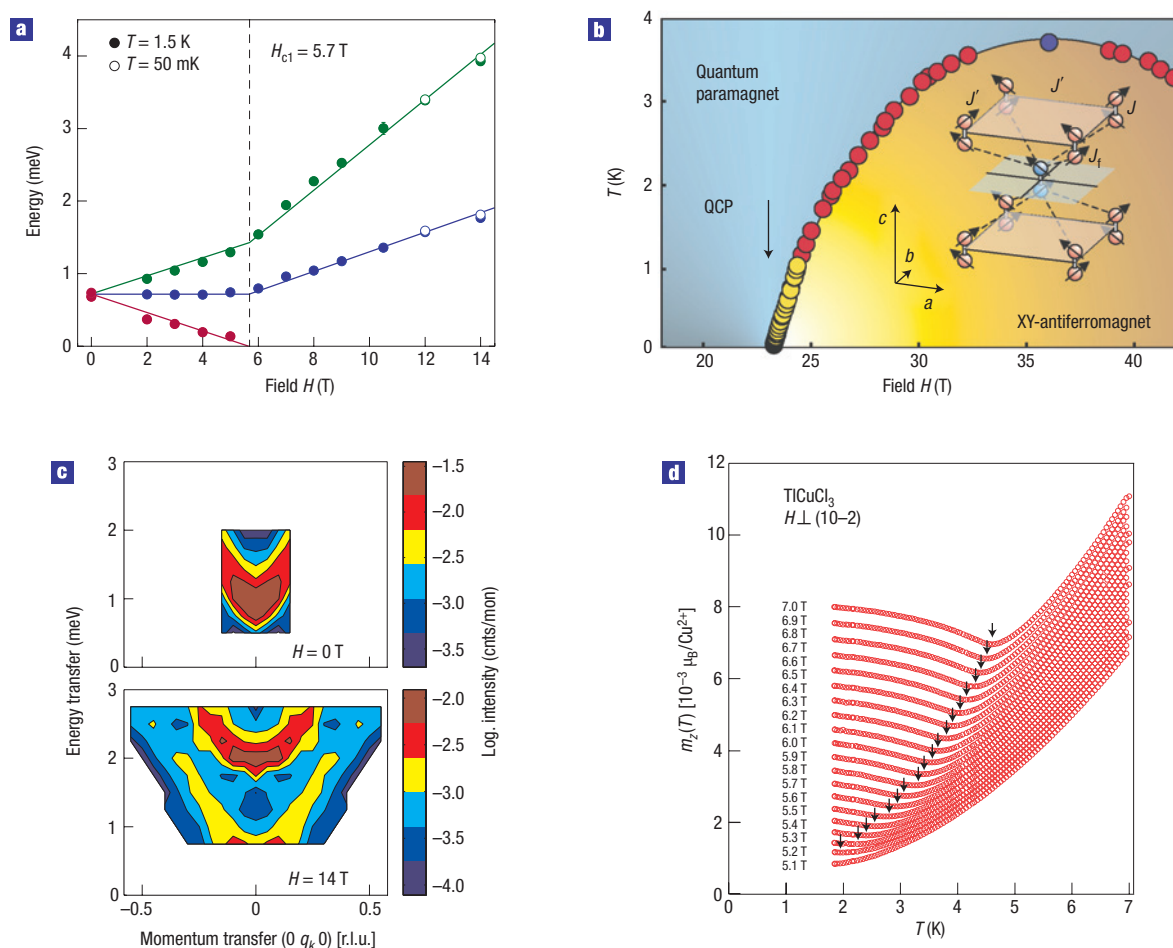 a
T = 1.5 K
T = 50 mK
H_c1 = 5.7 T
4
3
2
1
0
Energy (meV)
0 2 4 6 8 10 12 14
Field H (T)
b
4
3
2
1
0
T (K)
Quantum
paramagnet
QCP
J′ J′ J
J_f
c
b
a
XY-antiferromagnet
20 25 30 35 40
Field H (T)
c
3
2
1
0
H = 0 T
3
2
1
0
H = 14 T
Energy transfer (meV)
−0.5 0 0.5
Momentum transfer (0 q_k 0) [r.l.u.]
−1.5
−2.0
−2.5
−3.0
−3.5
−2.0
−2.5
−3.0
−3.5
−4.0
Log. intensity (cnts/mon)
d
12
10
8
6
4
2
0
m_z(T) [10⁻³ μ_B/Cu²⁺]
TlCuCl₃
H ⊥ (10–2)
7.0 T
6.9 T
6.8 T
6.7 T
6.6 T
6.5 T
6.4 T
6.3 T
6.2 T
6.1 T
6.0 T
5.9 T
5.8 T
5.7 T
5.6 T
5.5 T
5.4 T
5.3 T
5.2 T
5.1 T
0 1 2 3 4 5 6 7
T (K)